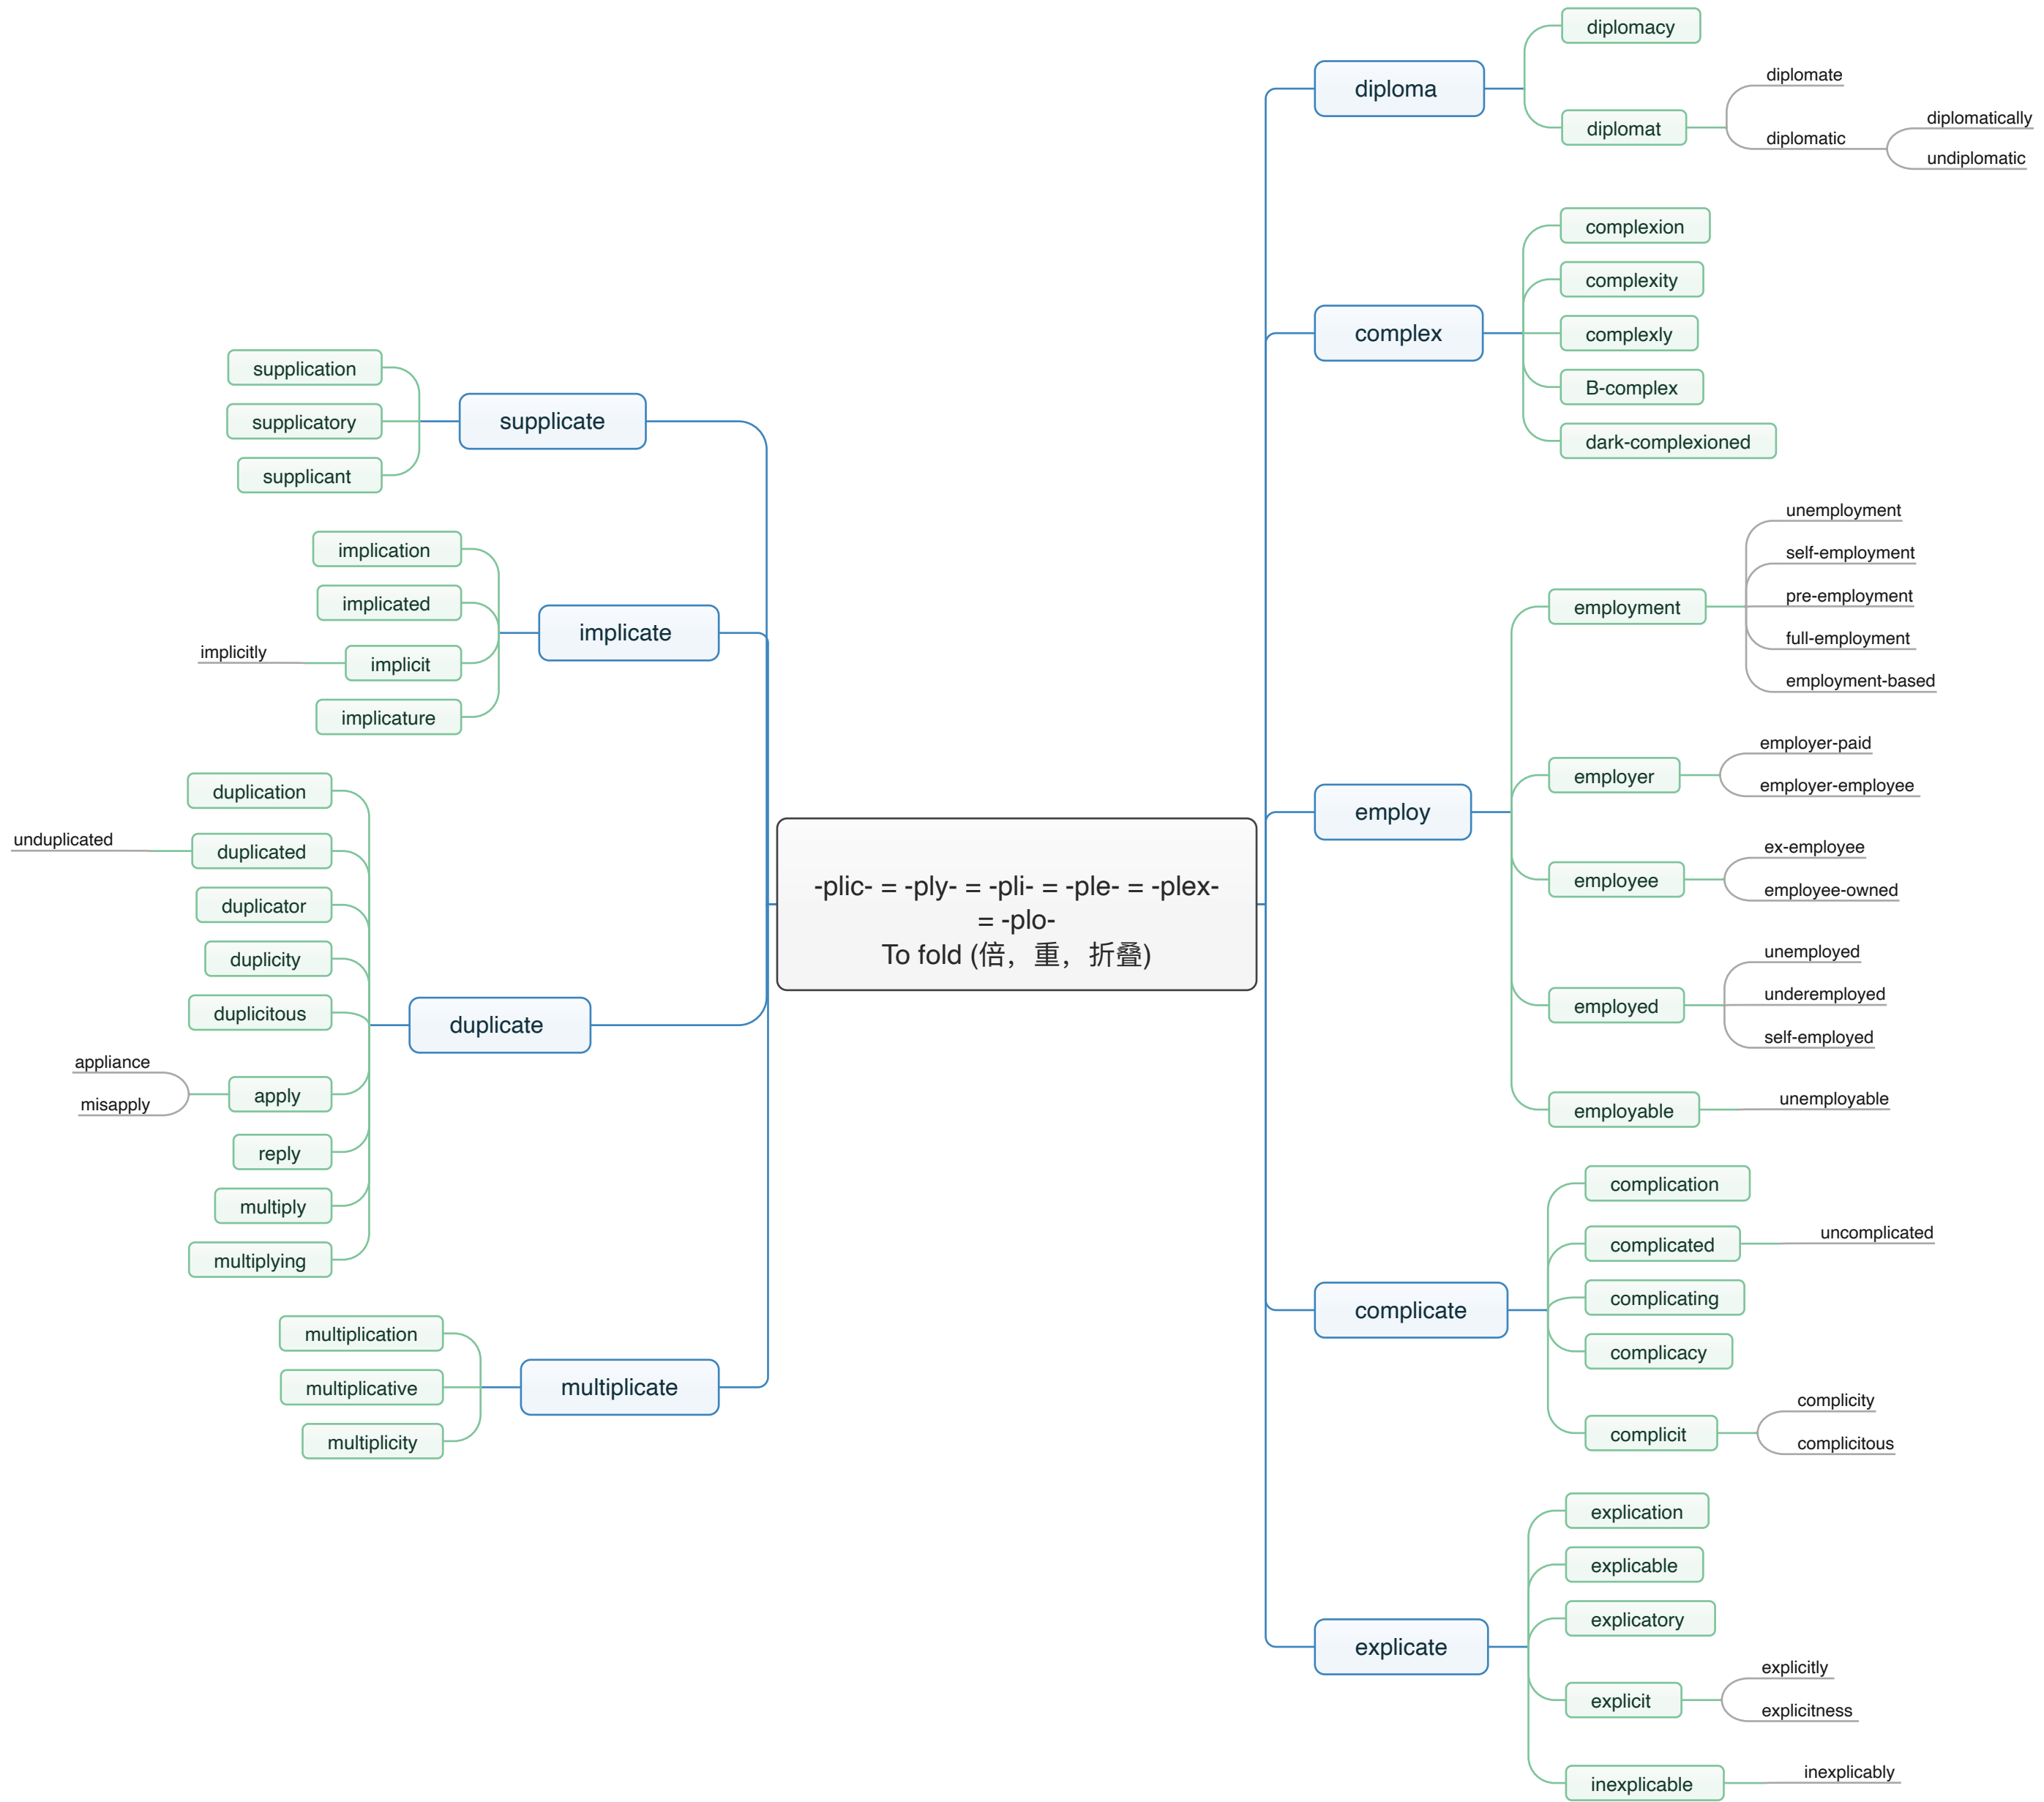 -plic- = -ply- = -pli- = -ple- = -plex-
= -plo-
To fold (倍，重，折叠)
diploma
diplomacy
diplomat
diplomate
diplomatic
diplomatically
undiplomatic
complex
complexion
complexity
complexly
B-complex
dark-complexioned
employ
employment
unemployment
self-employment
pre-employment
full-employment
employment-based
employer
employer-paid
employer-employee
employee
ex-employee
employee-owned
employed
unemployed
underemployed
self-employed
employable
unemployable
complicate
complication
complicated
uncomplicated
complicating
complicacy
complicit
complicity
complicitous
explicate
explication
explicable
explicatory
explicit
explicitly
explicitness
inexplicable
inexplicably
supplicate
supplication
supplicatory
supplicant
implicate
implication
implicated
implicit
implicitly
implicature
duplicate
duplication
duplicated
unduplicated
duplicator
duplicity
duplicitous
apply
appliance
misapply
reply
multiply
multiplying
multiplicate
multiplication
multiplicative
multiplicity